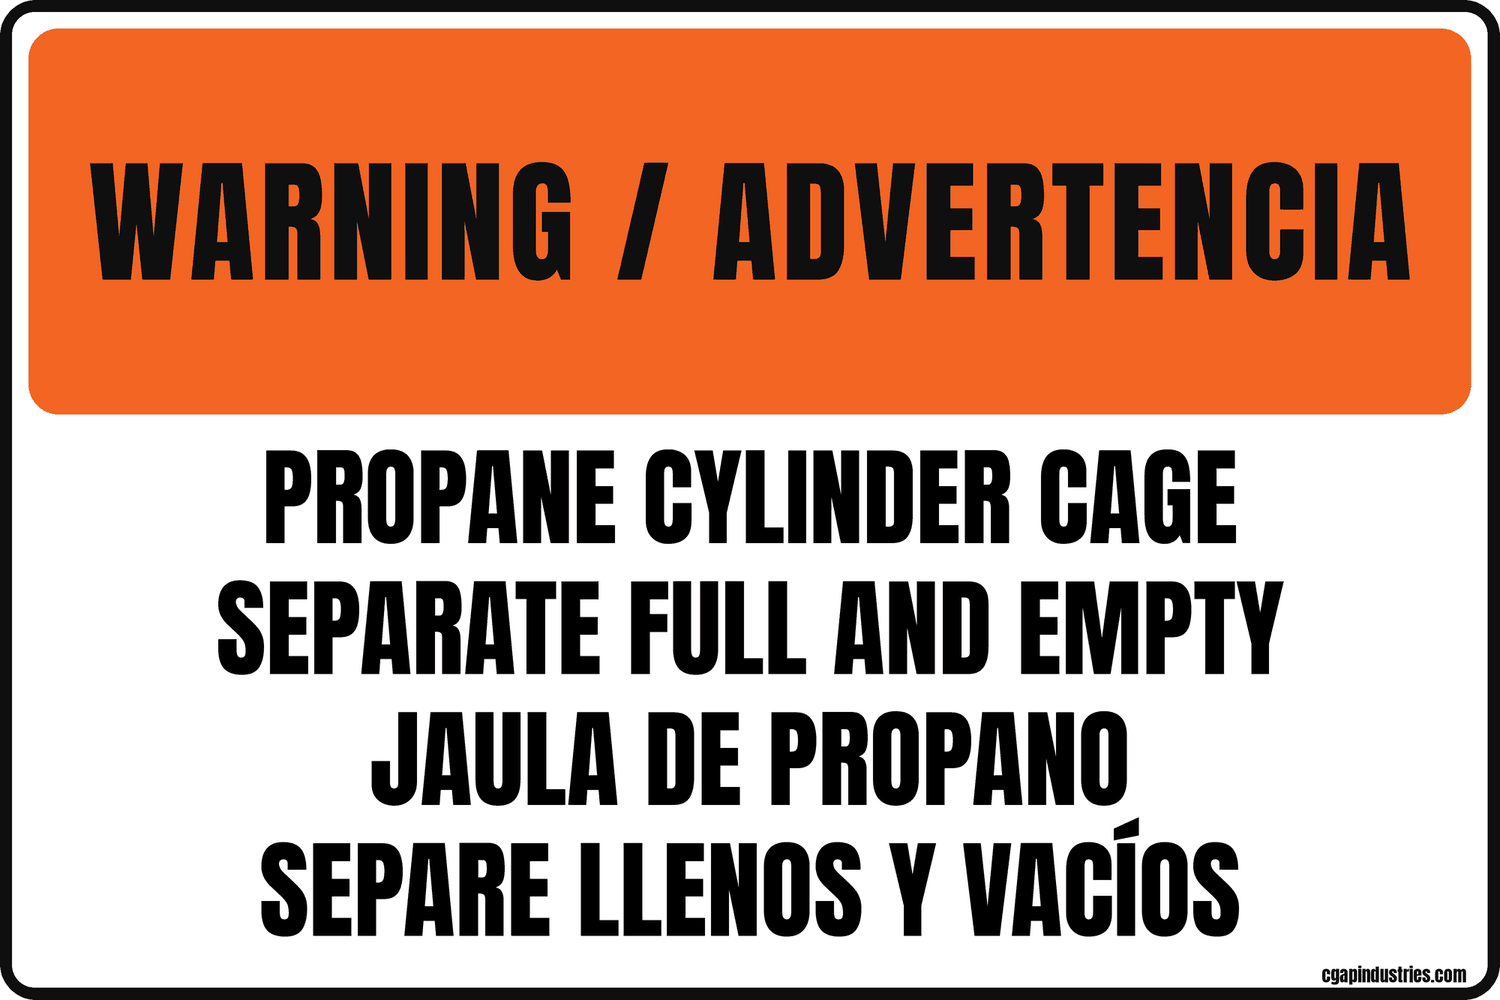 WARNING / ADVERTENCIA
PROPANE CYLINDER CAGE
SEPARATE FULL AND EMPTY
JAULA DE PROPANO
SEPARE LLENOS Y VACÍOS
cgapindustries.com